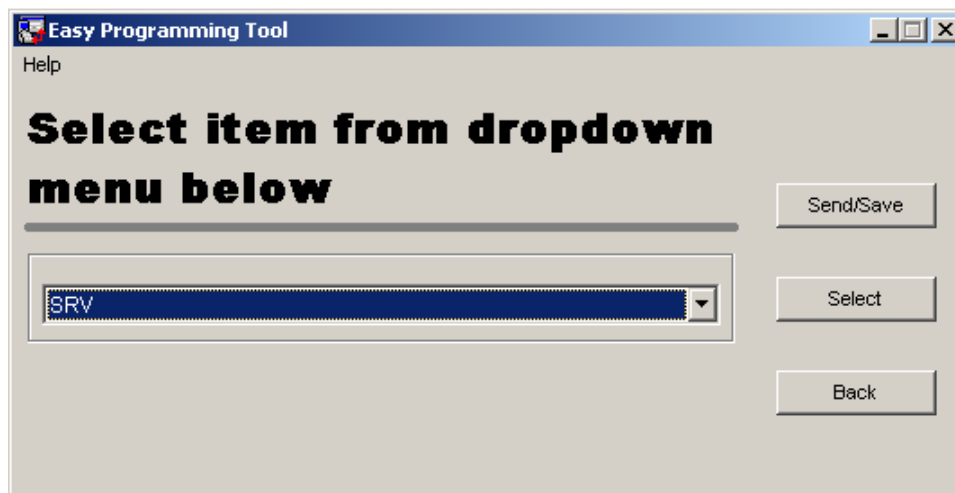 Easy Programming Tool
Help
Select item from dropdown
menu below
Send/Save
SRV
Select
Back